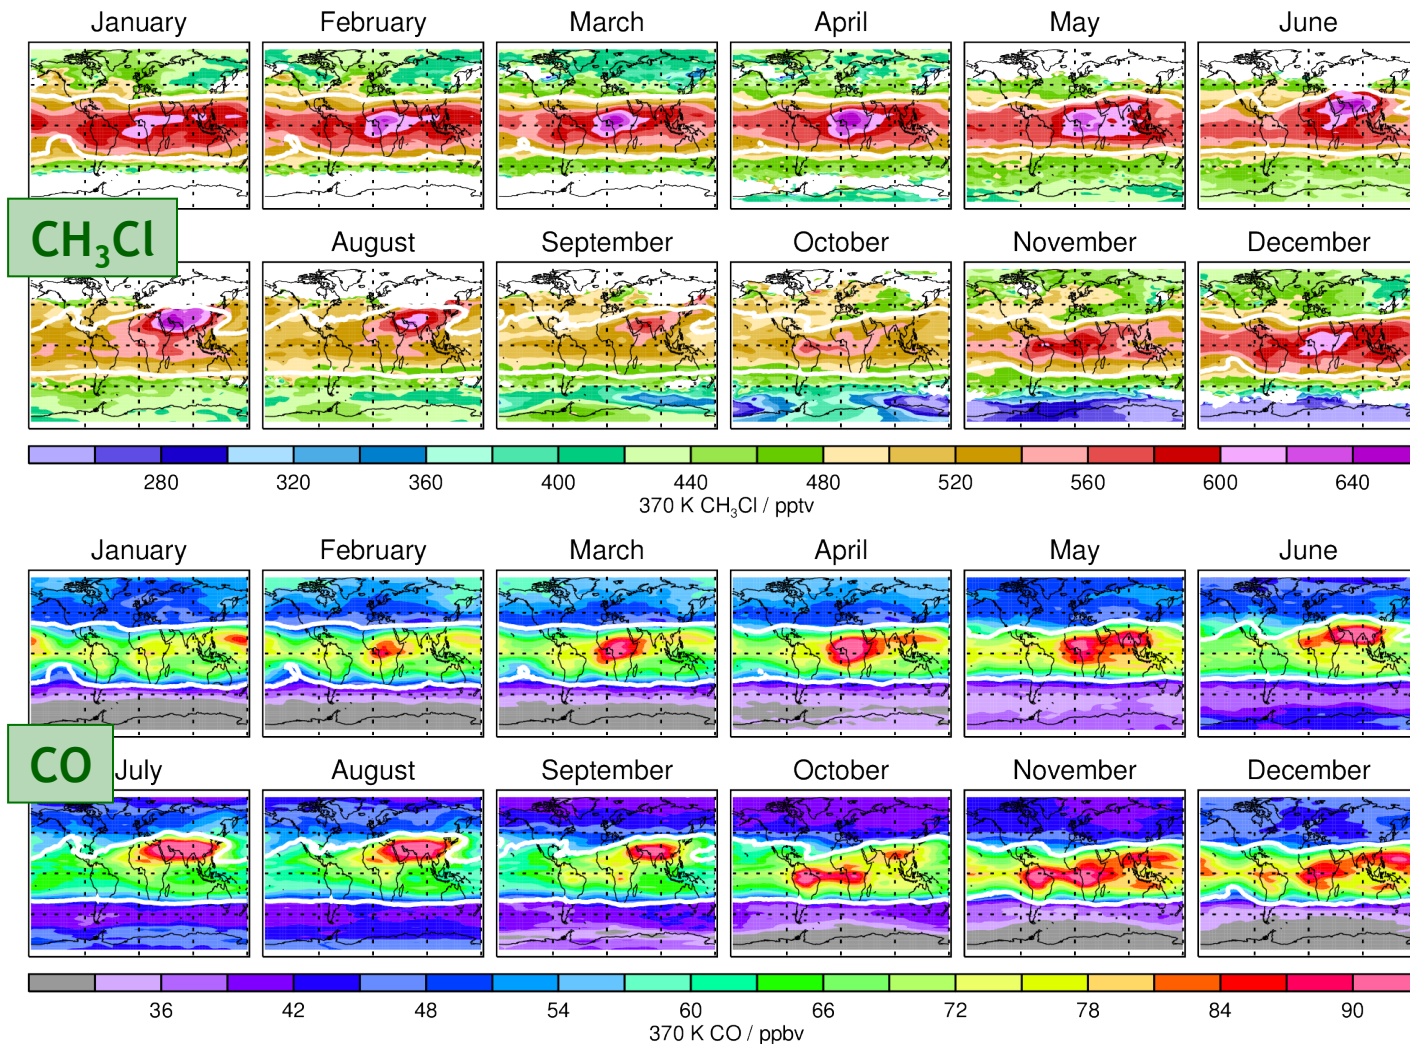 January February March April May June
CH₃Cl
August September October November December
280 320 360 400 440 480 520 560 600 640
370 K CH₃Cl / pptv
January February March April May June
CO
July August September October November December
36 42 48 54 60 66 72 78 84 90
370 K CO / ppbv